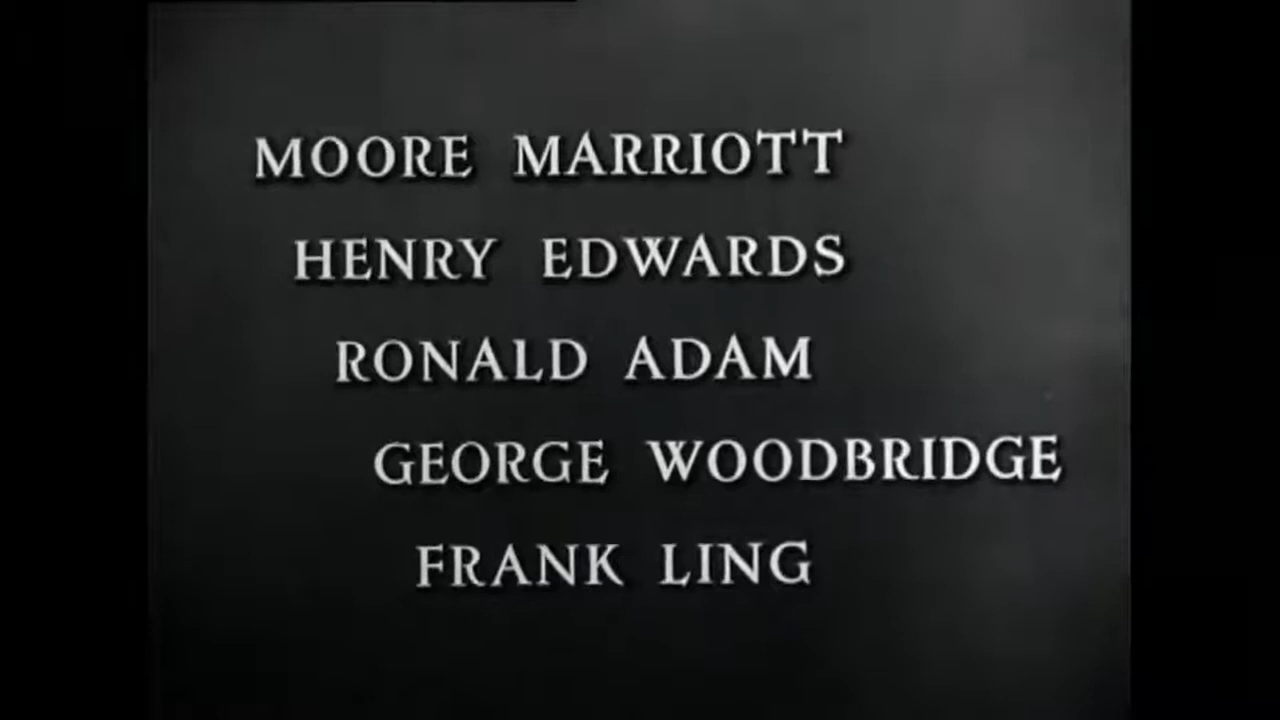 MOORE MARRIOTT
HENRY EDWARDS
RONALD ADAM
GEORGE WOODBRIDGE
FRANK LING